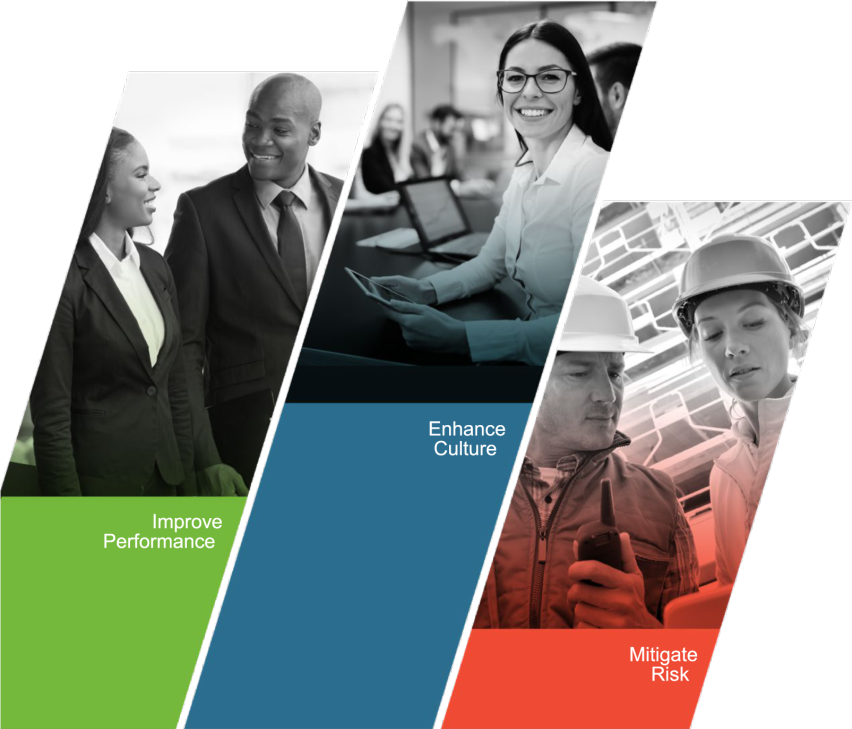 Improve
Performance
Enhance
Culture
Mitigate
Risk